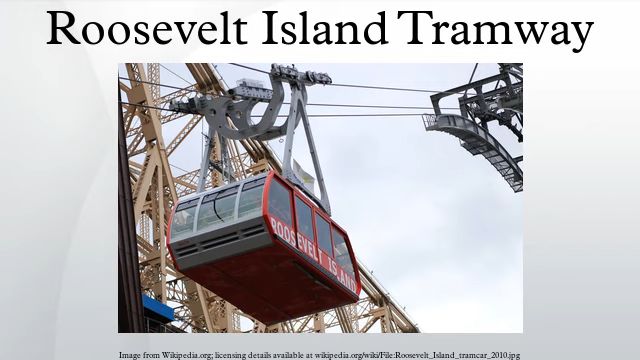 Roosevelt Island Tramway
ROOSEVELT ISLAND
Image from Wikipedia.org; licensing details available at wikipedia.org/wiki/File:Roosevelt_Island_tramcar_2010.jpg